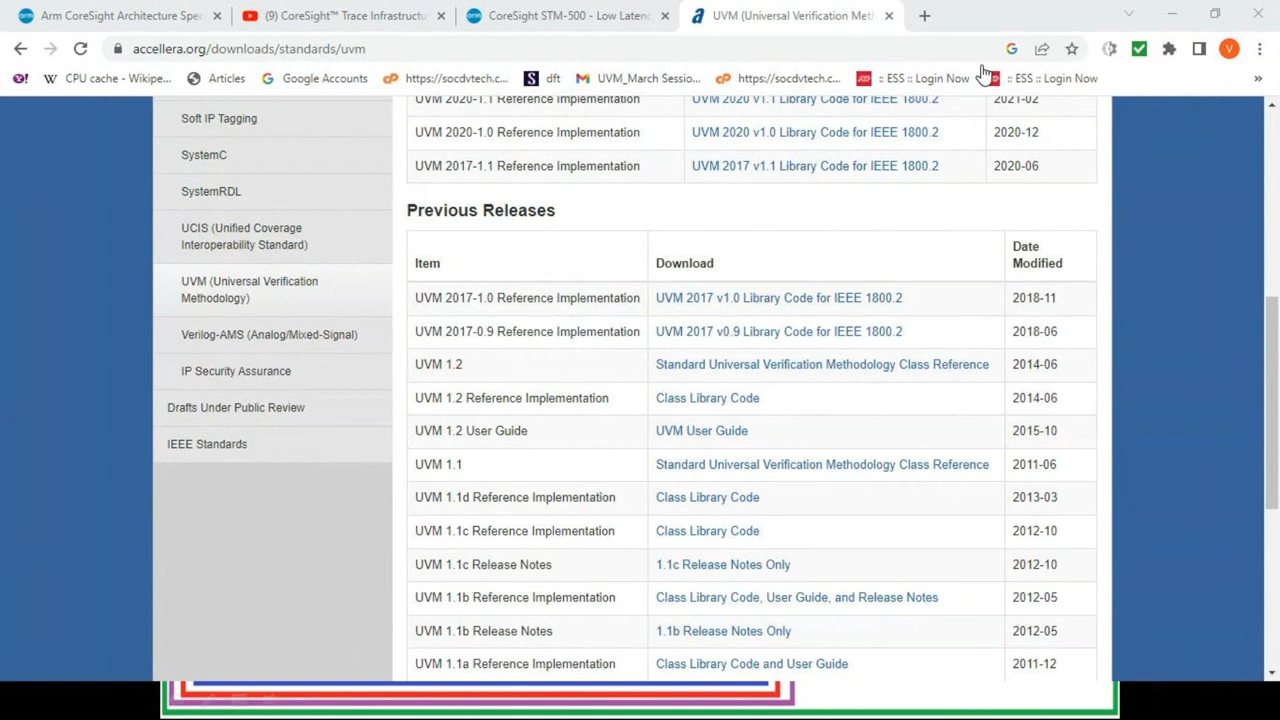 Arm CoreSight Architecture Spec
(9) CoreSight™ Trace Infrastructu
CoreSight STM-500 - Low Latenc
UVM (Universal Verification Meth
accellera.org/downloads/standards/uvm
V
CPU cache - Wikipe...
Articles
Google Accounts
https://socdvtech.c...
dft
UVM_March Sessio...
https://socdvtech.c...
:: ESS :: Login Now
:: ESS :: Login Now
»
UVM 2020-1.1 Reference Implementation UVM 2020 v1.1 Library Code for IEEE 1800.2 2021-02
UVM 2020-1.0 Reference Implementation UVM 2020 v1.0 Library Code for IEEE 1800.2 2020-12
UVM 2017-1.1 Reference Implementation UVM 2017 v1.1 Library Code for IEEE 1800.2 2020-06
Soft IP Tagging
SystemC
SystemRDL
UCIS (Unified Coverage
Interoperability Standard)
UVM (Universal Verification
Methodology)
Verilog-AMS (Analog/Mixed-Signal)
IP Security Assurance
Drafts Under Public Review
IEEE Standards
Previous Releases
Item Download Date
Modified
UVM 2017-1.0 Reference Implementation UVM 2017 v1.0 Library Code for IEEE 1800.2 2018-11
UVM 2017-0.9 Reference Implementation UVM 2017 v0.9 Library Code for IEEE 1800.2 2018-06
UVM 1.2 Standard Universal Verification Methodology Class Reference 2014-06
UVM 1.2 Reference Implementation Class Library Code 2014-06
UVM 1.2 User Guide UVM User Guide 2015-10
UVM 1.1 Standard Universal Verification Methodology Class Reference 2011-06
UVM 1.1d Reference Implementation Class Library Code 2013-03
UVM 1.1c Reference Implementation Class Library Code 2012-10
UVM 1.1c Release Notes 1.1c Release Notes Only 2012-10
UVM 1.1b Reference Implementation Class Library Code, User Guide, and Release Notes 2012-05
UVM 1.1b Release Notes 1.1b Release Notes Only 2012-05
UVM 1.1a Reference Implementation Class Library Code and User Guide 2011-12